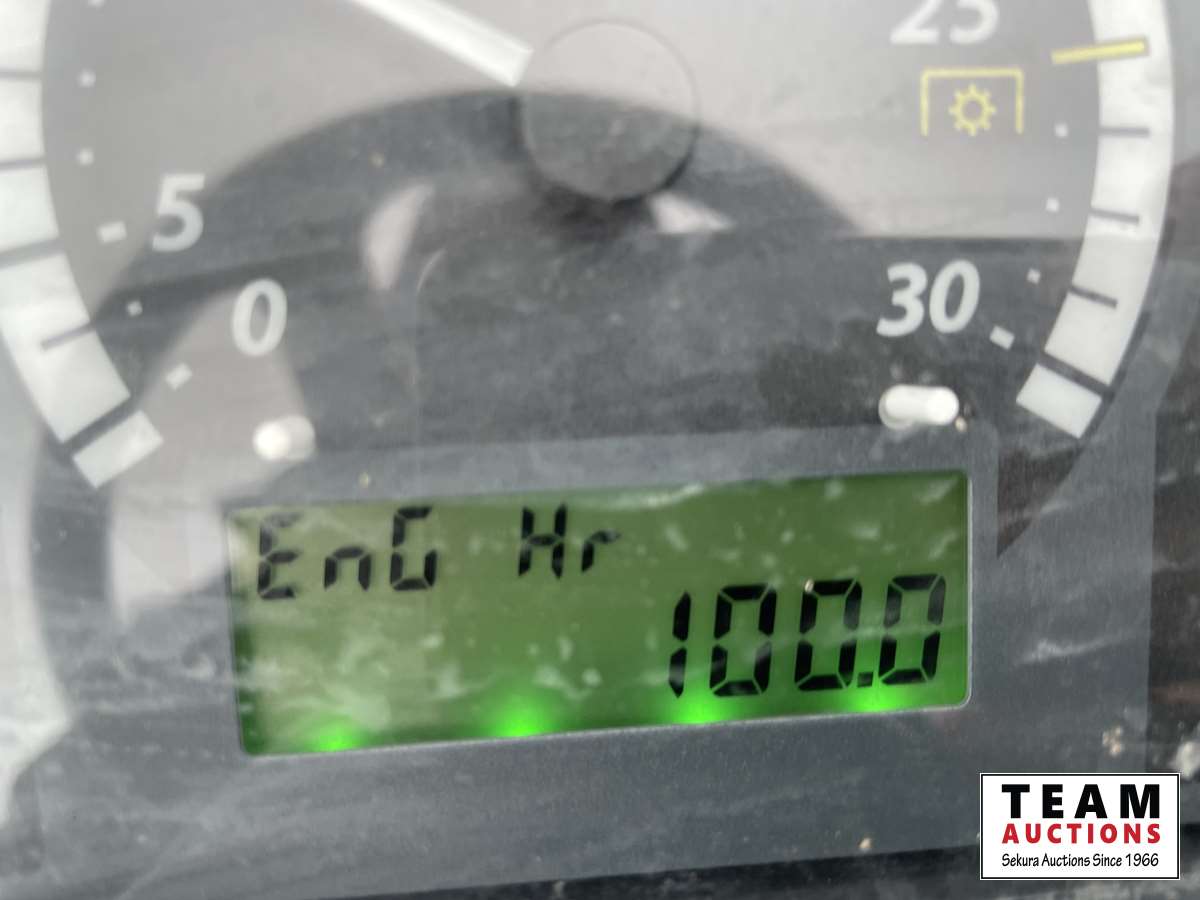 25
5
0
30
EnG Hr
100.0
TEAM
AUCTIONS
Sekura Auctions Since 1966